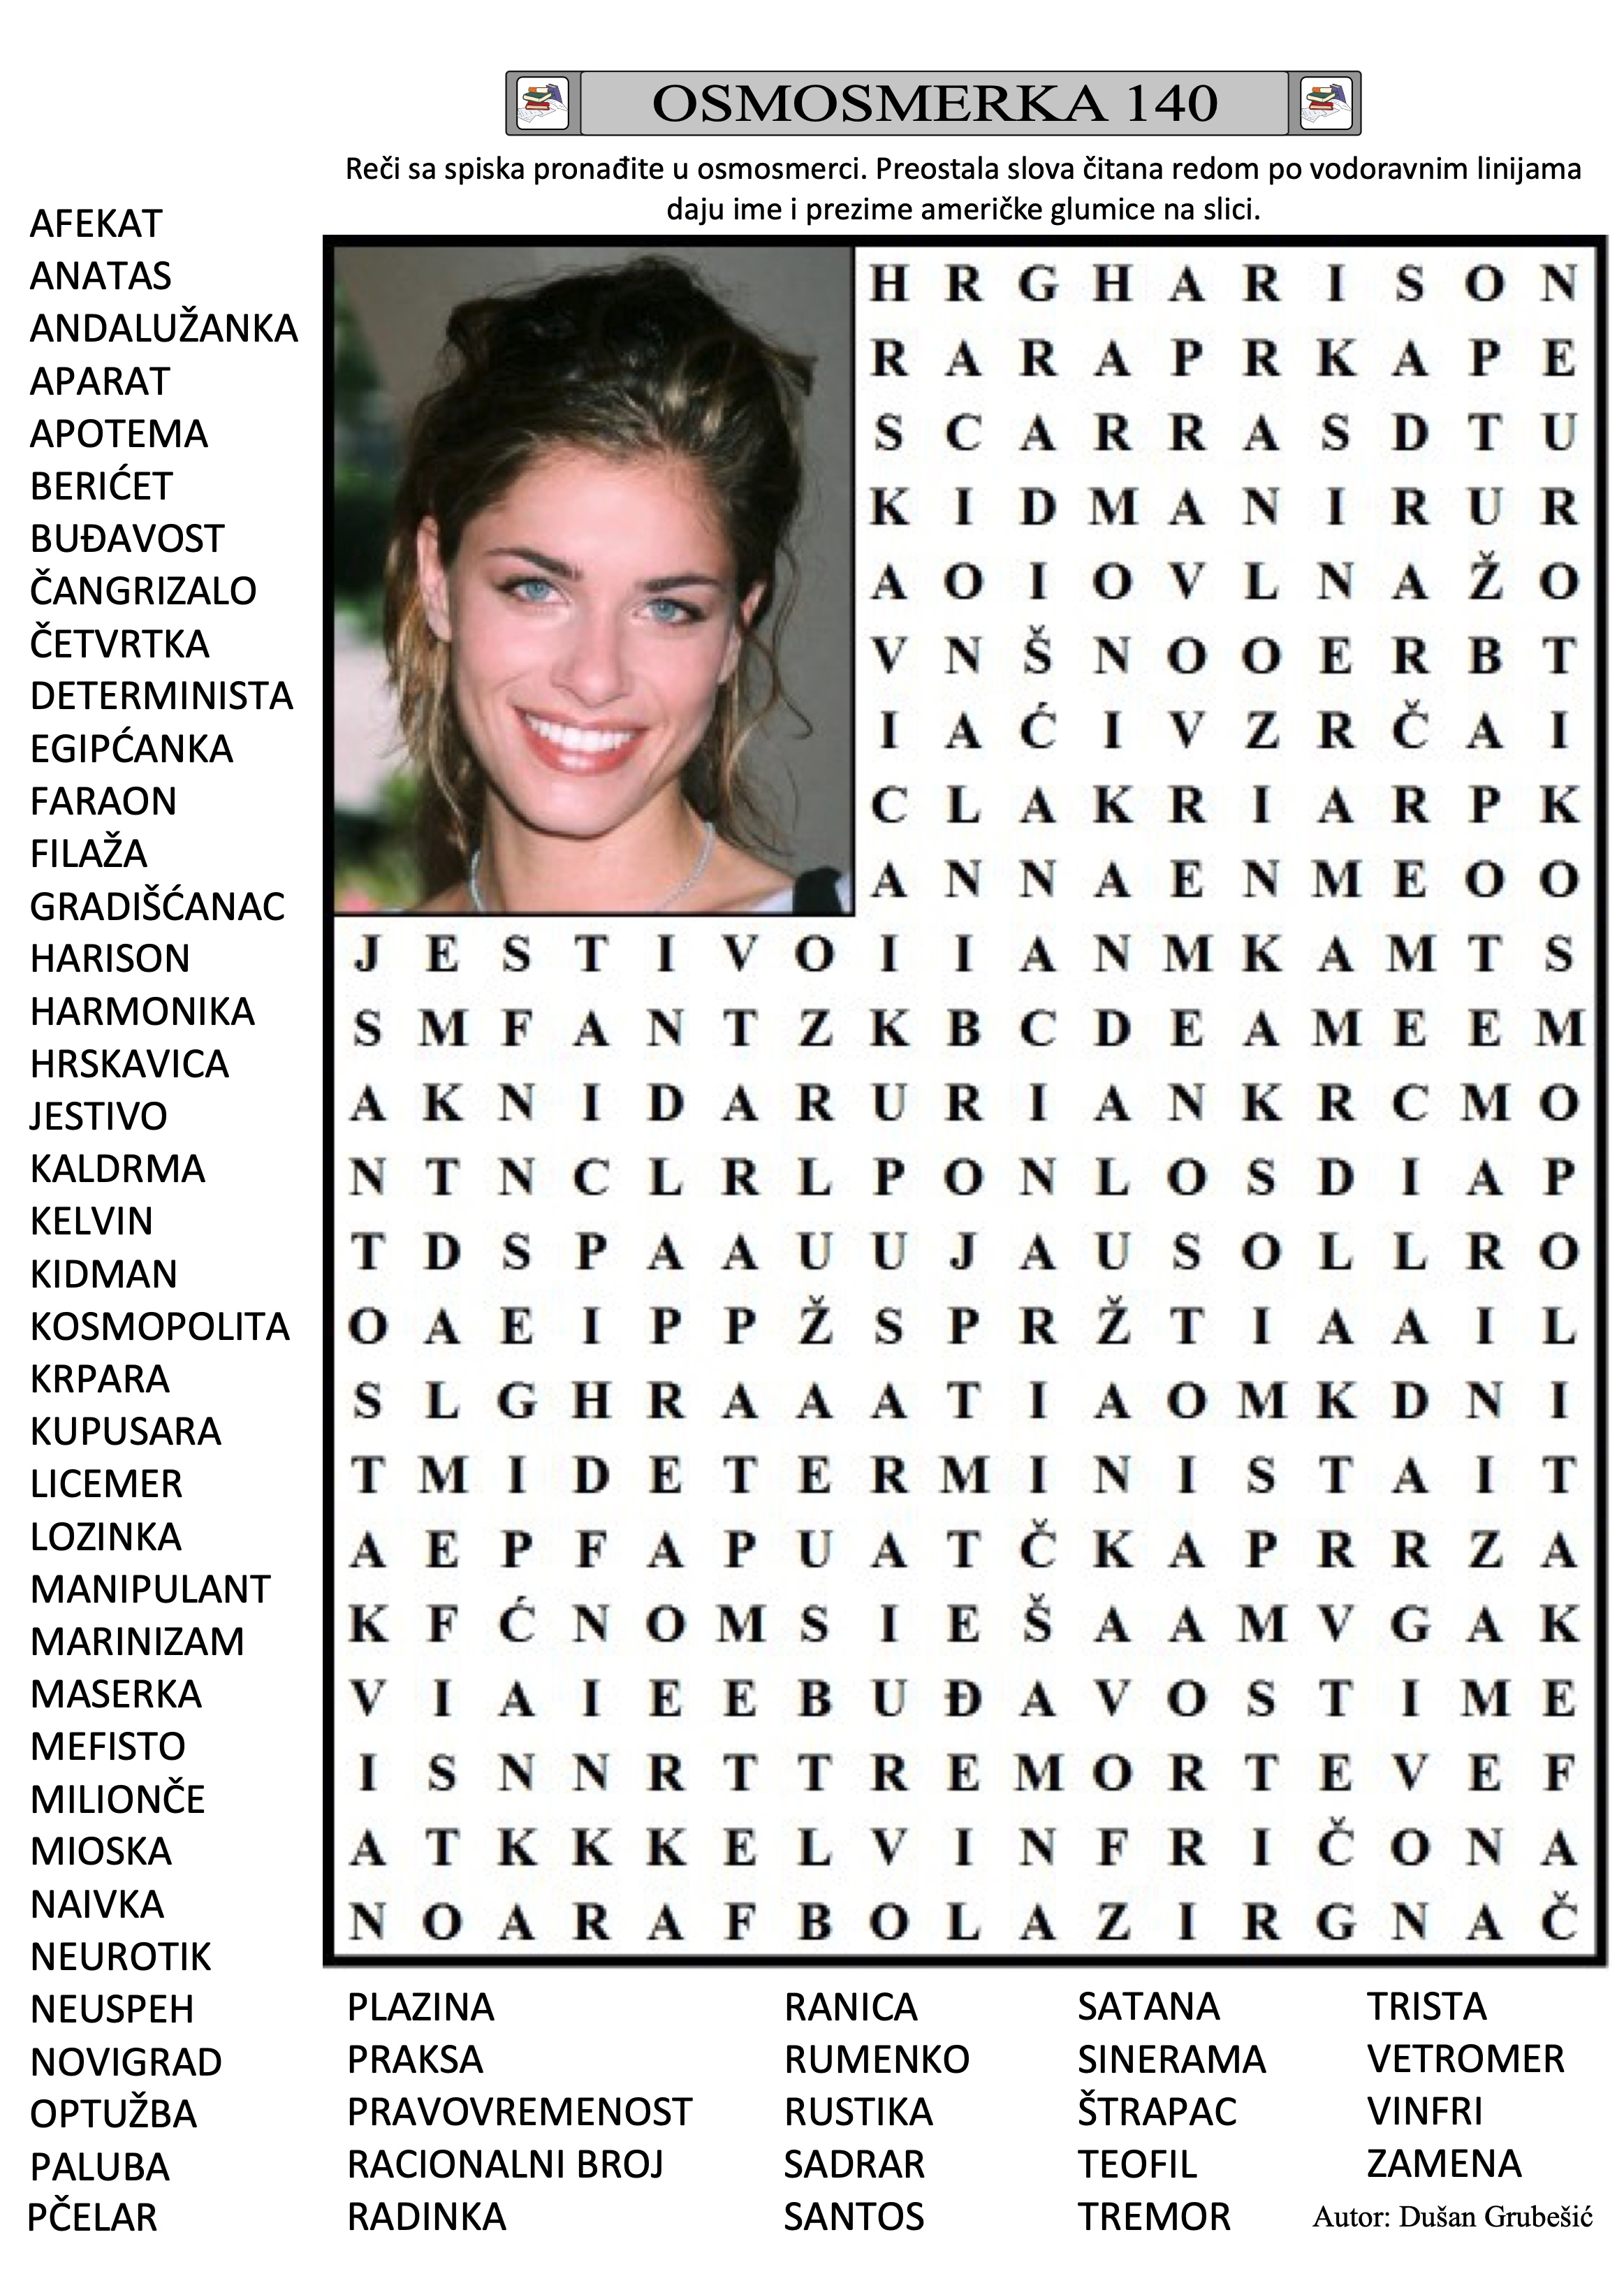 OSMOSMERKA 140
Reči sa spiska pronađite u osmosmerci. Preostala slova čitana redom po vodoravnim linijama
daju ime i prezime američke glumice na slici.
AFEKAT
ANATAS
ANDALUŽANKA
APARAT
APOTEMA
BERIĆET
BUĐAVOST
ČANGRIZALO
ČETVRTKA
DETERMINISTA
EGIPĆANKA
FARAON
FILAŽA
GRADIŠĆANAC
HARISON
HARMONIKA
HRSKAVICA
JESTIVO
KALDRMA
KELVIN
KIDMAN
KOSMOPOLITA
KRPARA
KUPUSARA
LICEMER
LOZINKA
MANIPULANT
MARINIZAM
MASERKA
MEFISTO
MILIONČE
MIOSKA
NAIVKA
NEUROTIK
NEUSPEH
NOVIGRAD
OPTUŽBA
PALUBA
PČELAR
H R G H A R I S O N
R A R A P R K A P E
S C A R R A S D T U
K I D M A N I R U R
A O I O V L N A Ž O
V N Š N O O E R B T
I A Ć I V Z R Č A I
C L A K R I A R P K
A N N A E N M E O O
J E S T I V O I I A N M K A M T S
S M F A N T Z K B C D E A M E E M
A K N I D A R U R I A N K R C M O
N T N C L R L P O N L O S D I A P
T D S P A A U U J A U S O L L R O
O A E I P P Ž S P R Ž T I A A I L
S L G H R A A A T I A O M K D N I
T M I D E T E R M I N I S T A I T
A E P F A P U A T Č K A P R R Z A
K F Ć N O M S I E Š A A M V G A K
V I A I E E B U Đ A V O S T I M E
I S N N R T T R E M O R T E V E F
A T K K K E L V I N F R I Č O N A
N O A R A F B O L A Z I R G N A Č
PLAZINA
PRAKSA
PRAVOVREMENOST
RACIONALNI BROJ
RADINKA
RANICA
RUMENKO
RUSTIKA
SADRAR
SANTOS
SATANA
SINERAMA
ŠTRAPAC
TEOFIL
TREMOR
TRISTA
VETROMER
VINFRI
ZAMENA
Autor: Dušan Grubešić